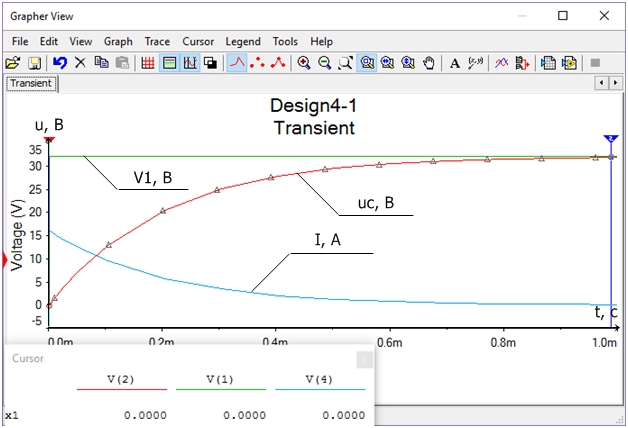 Grapher View
File Edit View Graph Trace Cursor Legend Tools Help
Transient
Design4-1
Transient
u, В
V1, В
uс, В
I, А
t, с
Voltage (V)
35
30
25
20
15
10
5
0
-5
0.0m 0.2m 0.4m 0.6m 0.8m 1.0m
Cursor
V(2) V(1) V(4)
x1 0.0000 0.0000 0.0000